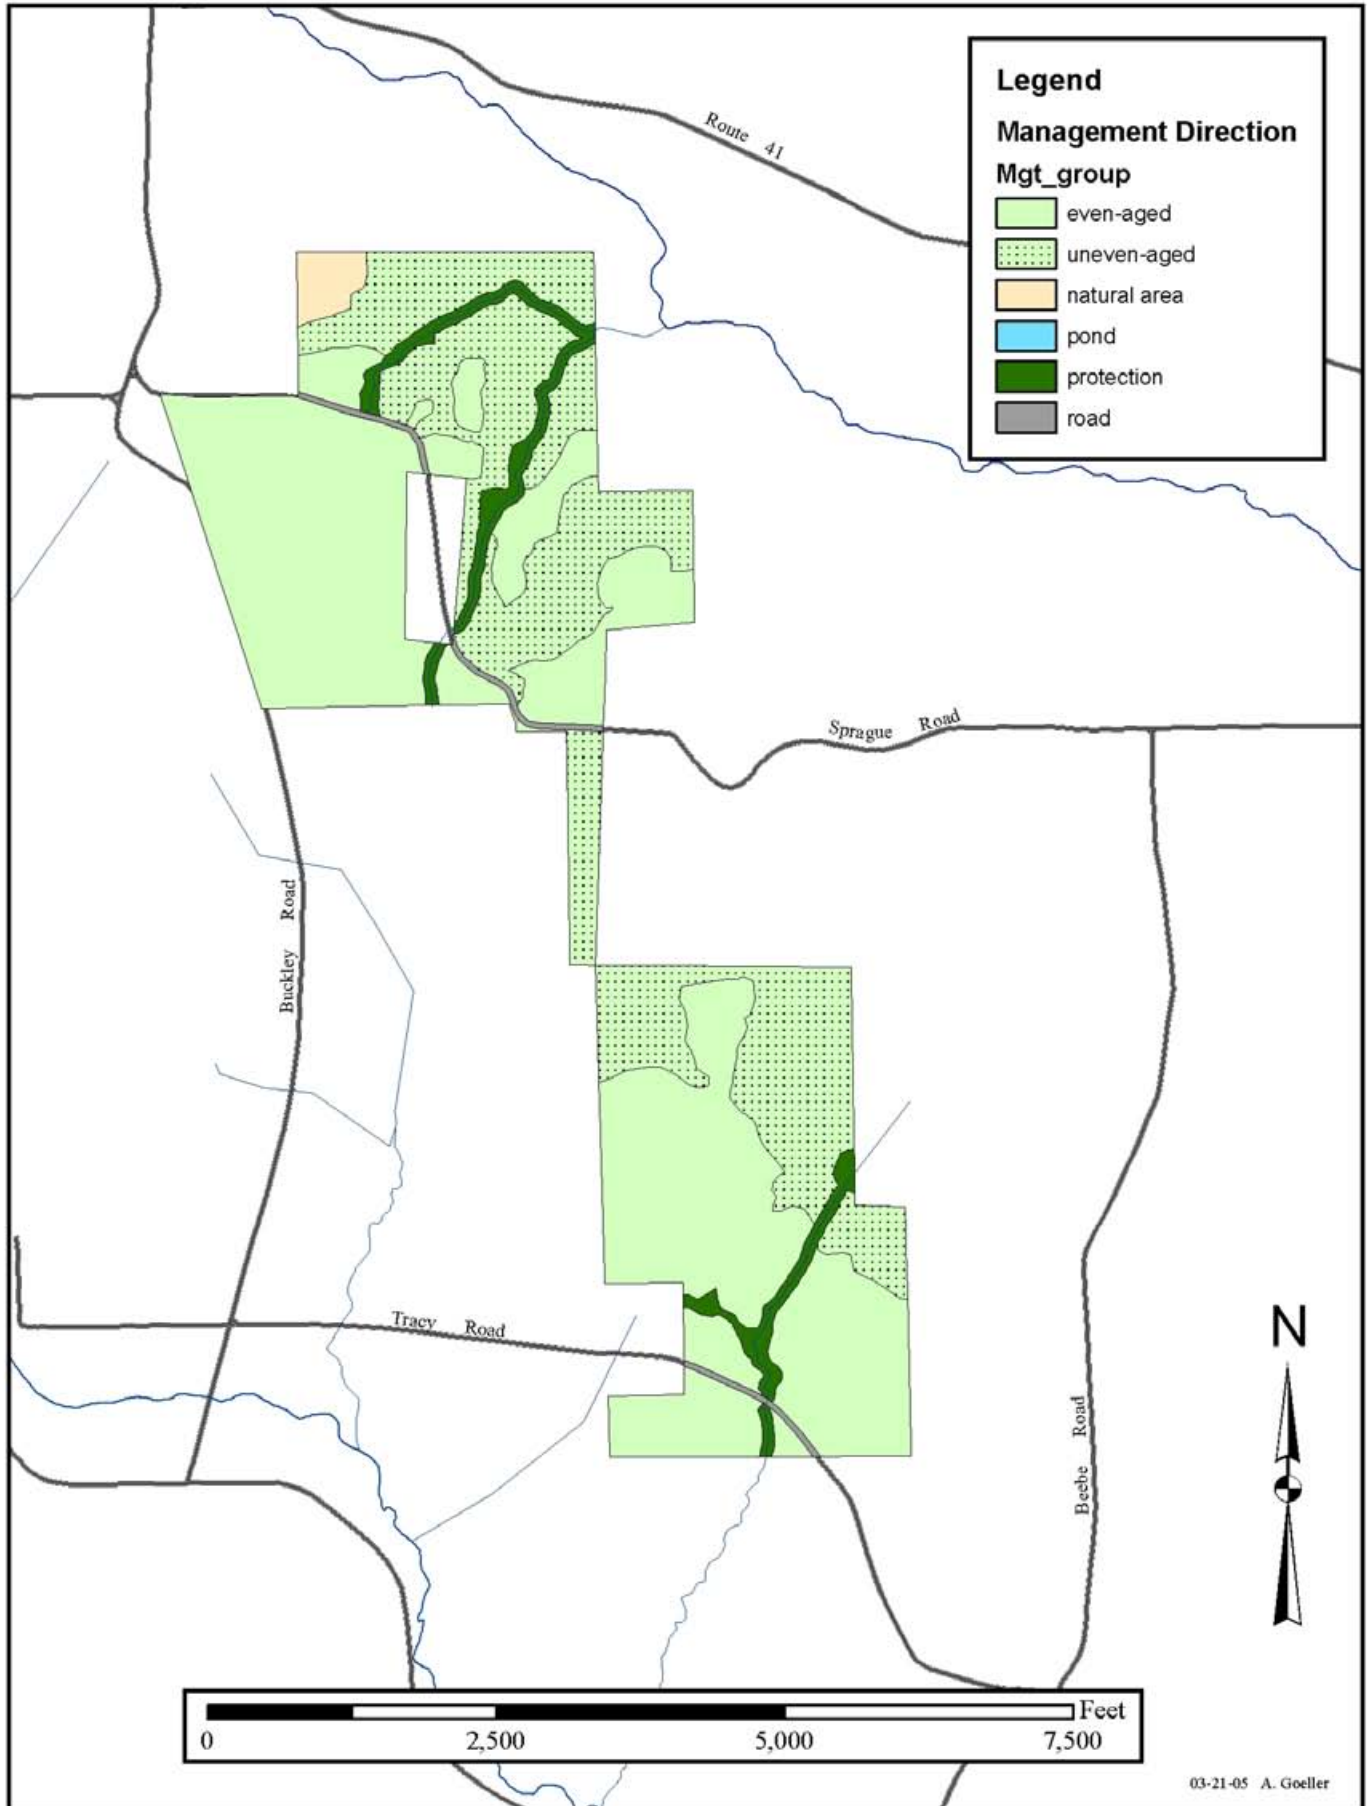 Legend
Management Direction
Mgt_group
even-aged
uneven-aged
natural area
pond
protection
road
Route 41
Sprague Road
Buckley Road
Tracy Road
Beebe Road
N
Feet
0 2,500 5,000 7,500
03-21-05 A. Goeller